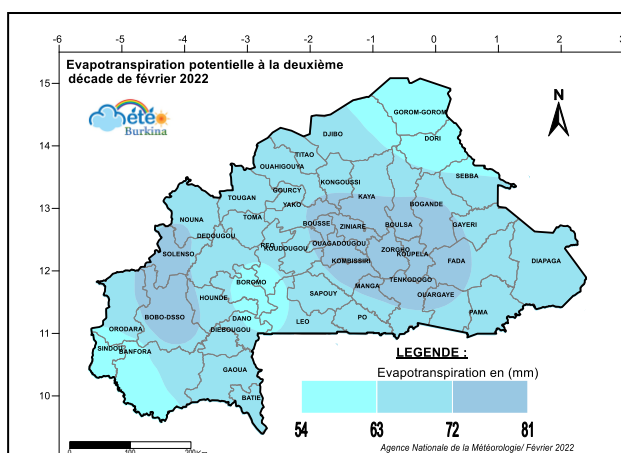 -6 -5 -4 -3 -2 -1 0 1 2 3
Evapotranspiration potentielle à la deuxième
décade de février 2022
été
Burkina
N
15
14
13
12
11
10
GOROM-GOROM
DJIBO
DORI
TITAO
OUAHIGOUYA
SEBBA
KONGOUSSI
GOURCY
KAYA
TOUGAN
YAKO
BOGANDE
NOUNA
TOMA
BOUSSE
ZINIARE
BOULSA
GAYERI
DEDOUGOU
REO
KOUDOUGOU
OUAGADOUGOU
ZORGHO
KOUPELA
SOLENSO
KOMBISSIRI
FADA
DIAPAGA
BOROMO
TENKODOGO
HOUNDE
SAPOUY
MANGA
OUARGAYE
BOBO-DSSO
DANO
LEO
PO
PAMA
ORODARA
DIEBOUGOU
SINDOU
BANFORA
GAOUA
BATIE
LEGENDE :
Evapotranspiration en (mm)
54 63 72 81
0 100 200Km
Agence Nationale de la Météorologie/ Février 2022